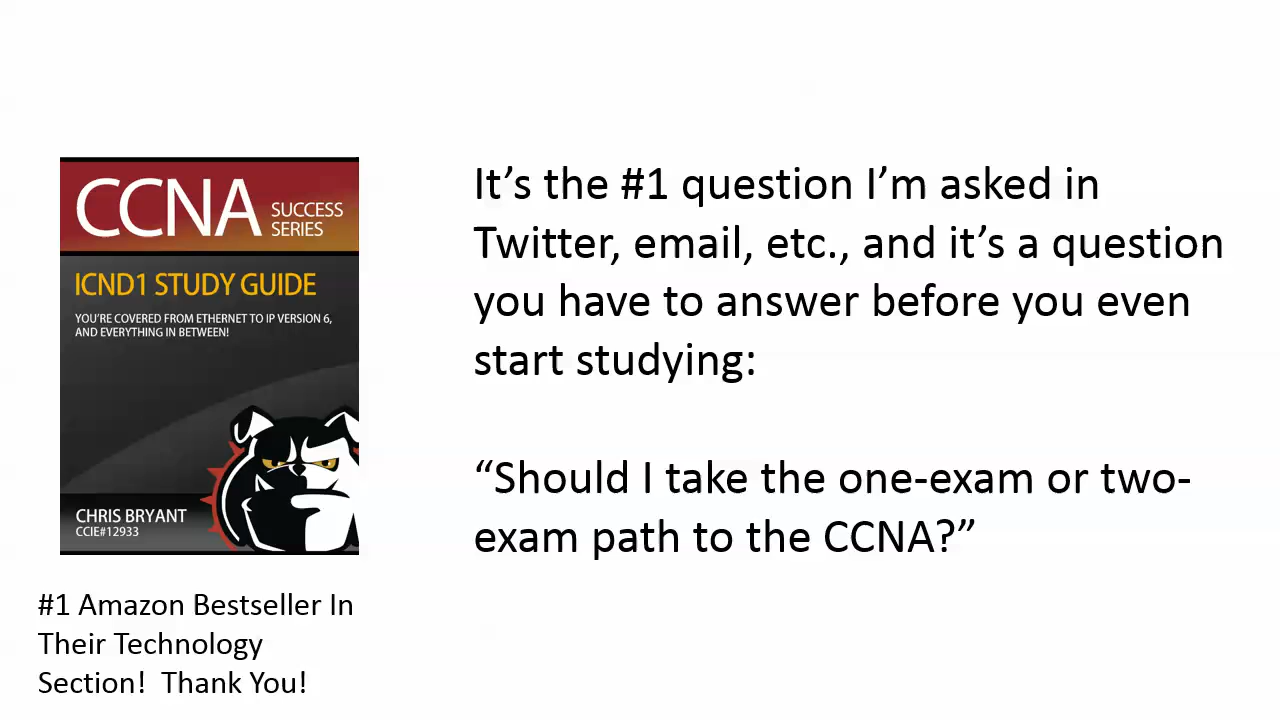 CCNA SUCCESS
SERIES
ICND1 STUDY GUIDE
YOU'RE COVERED FROM ETHERNET TO IP VERSION 6,
AND EVERYTHING IN BETWEEN!
CHRIS BRYANT
CCIE#12933
#1 Amazon Bestseller In
Their Technology
Section!  Thank You!
It’s the #1 question I’m asked in
Twitter, email, etc., and it’s a question
you have to answer before you even
start studying:
“Should I take the one-exam or two-
exam path to the CCNA?”